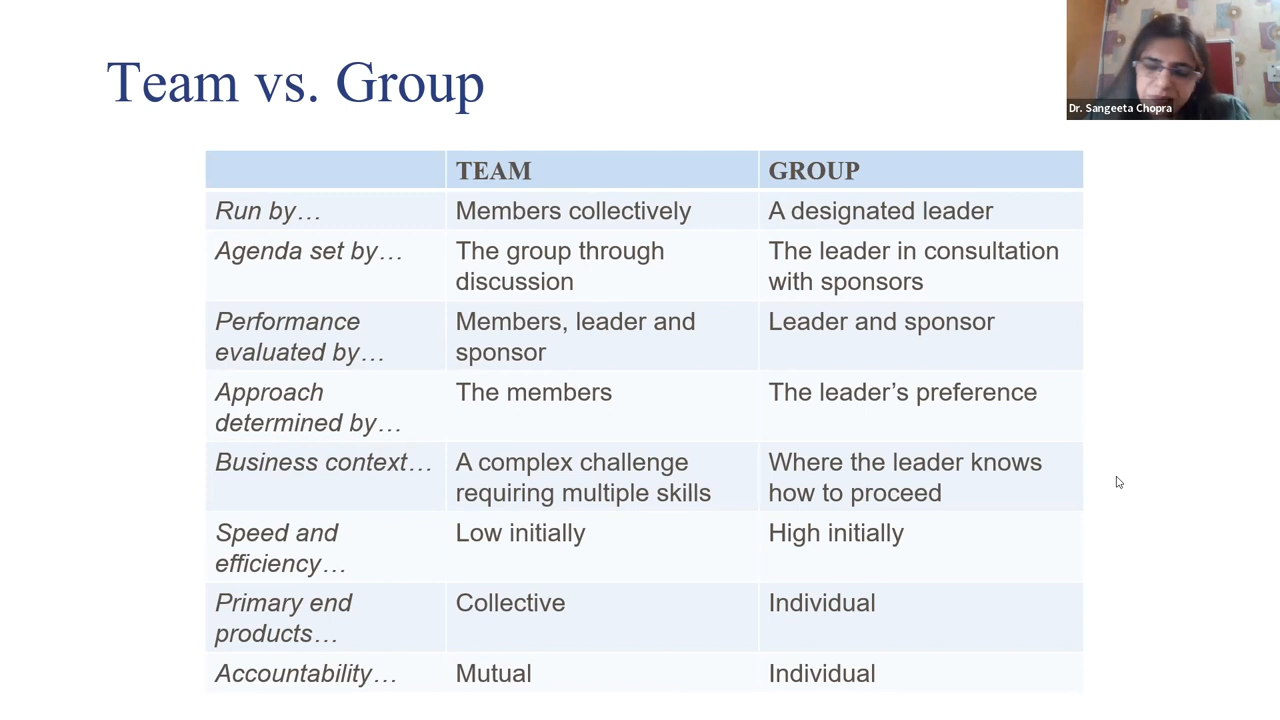 Team vs. Group
Dr. Sangeeta Chopra
TEAM GROUP
Run by… Members collectively A designated leader
Agenda set by… The group through The leader in consultation
discussion with sponsors
Performance Members, leader and Leader and sponsor
evaluated by… sponsor
Approach The members The leader’s preference
determined by…
Business context… A complex challenge Where the leader knows
requiring multiple skills how to proceed
Speed and Low initially High initially
efficiency…
Primary end Collective Individual
products…
Accountability… Mutual Individual